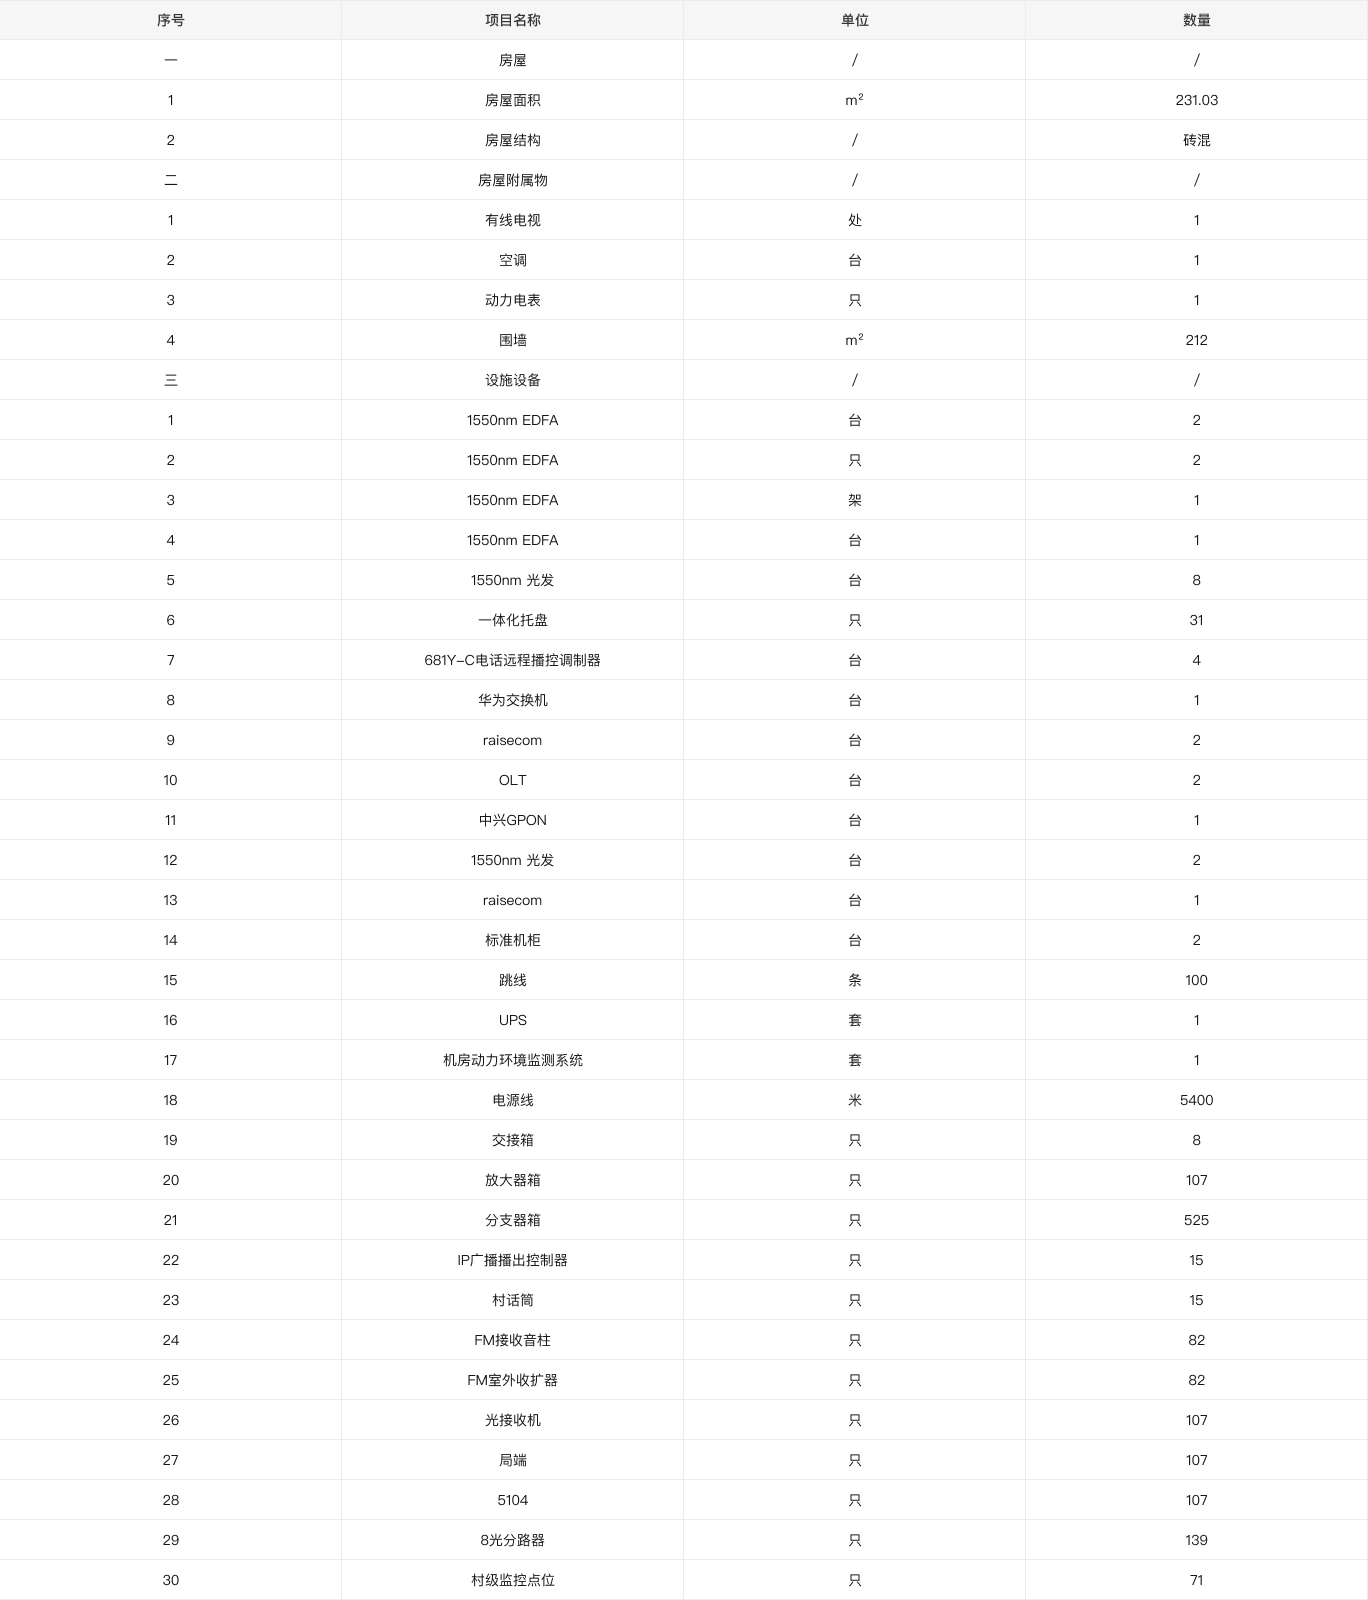 序号 项目名称 单位 数量
一 房屋 / /
1 房屋面积 m² 231.03
2 房屋结构 / 砖混
二 房屋附属物 / /
1 有线电视 处 1
2 空调 台 1
3 动力电表 只 1
4 围墙 m² 212
三 设施设备 / /
1 1550nm EDFA 台 2
2 1550nm EDFA 只 2
3 1550nm EDFA 架 1
4 1550nm EDFA 台 1
5 1550nm 光发 台 8
6 一体化托盘 只 31
7 681Y-C电话远程播控调制器 台 4
8 华为交换机 台 1
9 raisecom 台 2
10 OLT 台 2
11 中兴GPON 台 1
12 1550nm 光发 台 2
13 raisecom 台 1
14 标准机柜 台 2
15 跳线 条 100
16 UPS 套 1
17 机房动力环境监测系统 套 1
18 电源线 米 5400
19 交接箱 只 8
20 放大器箱 只 107
21 分支器箱 只 525
22 IP广播播出控制器 只 15
23 村话筒 只 15
24 FM接收音柱 只 82
25 FM室外收扩器 只 82
26 光接收机 只 107
27 局端 只 107
28 5104 只 107
29 8光分路器 只 139
30 村级监控点位 只 71